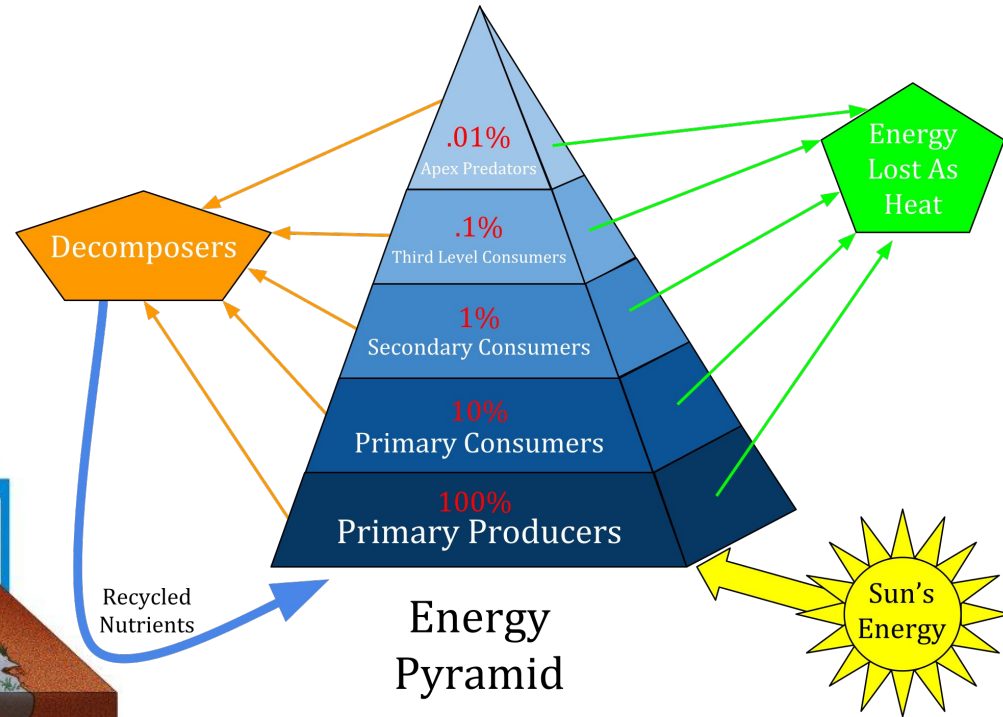 .01%
Apex Predators
.1%
Third Level Consumers
1%
Secondary Consumers
10%
Primary Consumers
100%
Primary Producers
Decomposers
Energy
Lost As
Heat
Recycled
Nutrients
Energy
Pyramid
Sun's
Energy